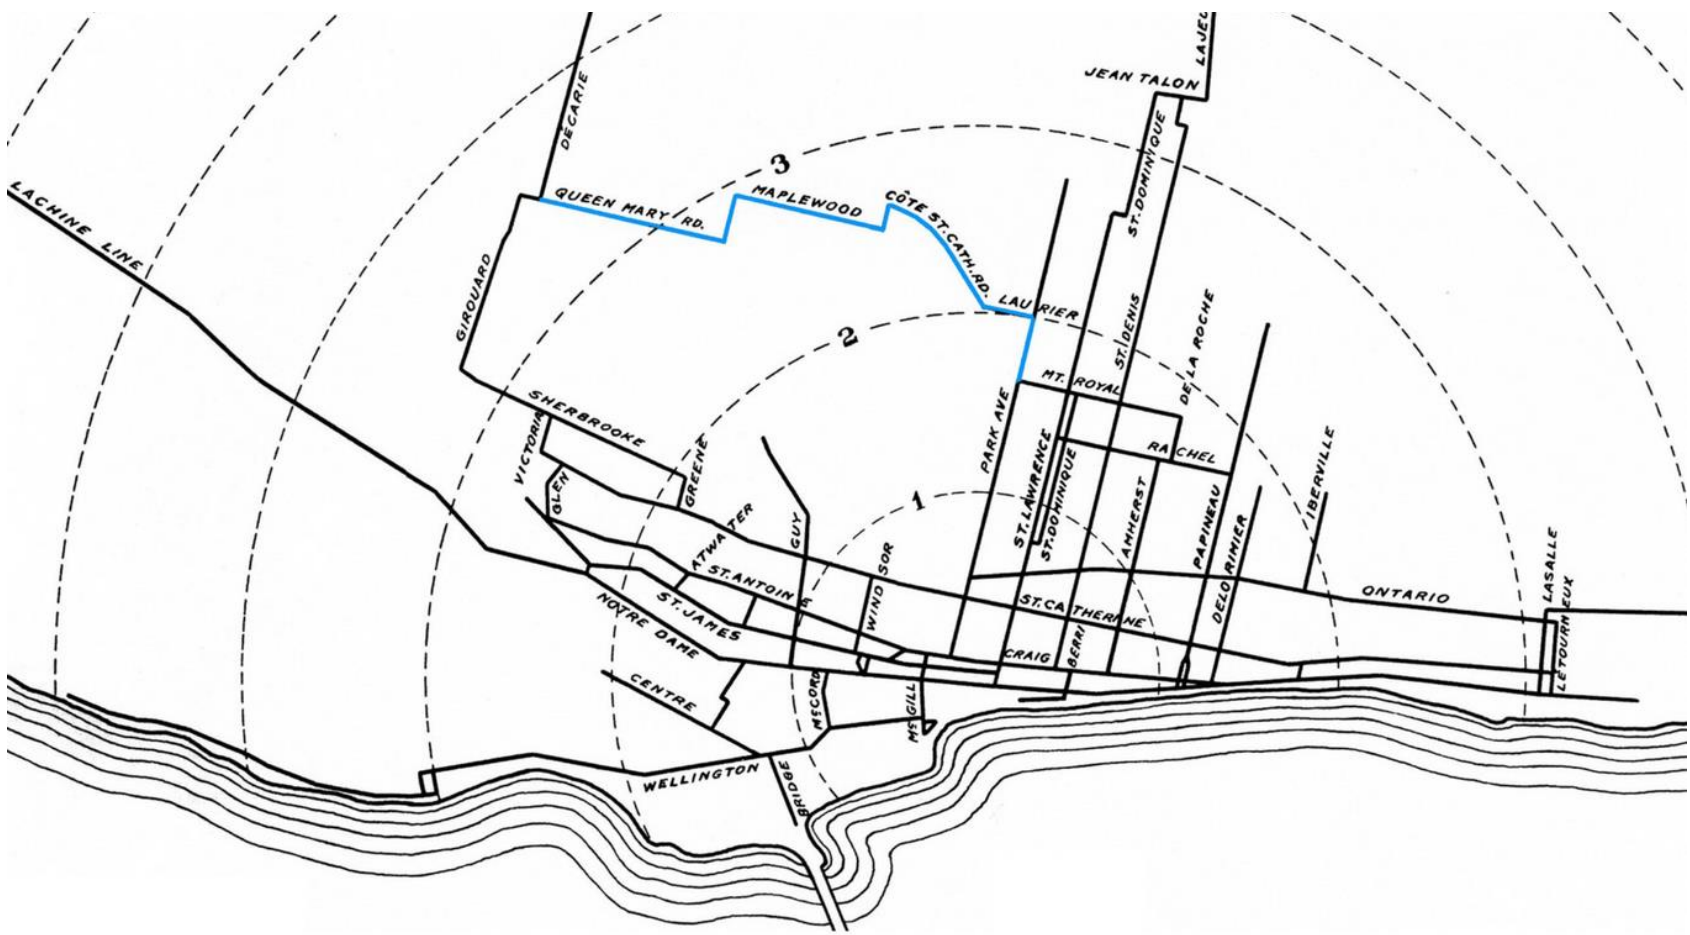 LAJEU
JEAN TALON
DÉCARIE
ST. DOMINIQUE
3
LACHINE LINE
QUEEN MARY RD.
MAPLEWOOD
CÔTE ST. CATH. RD.
LAURIER
GIROUARD
2
ST. DENIS
DE LA ROCHE
MT. ROYAL
SHERBROOKE
VICTORIA
GLEN
GREENE
PARK AVE
ST. LAWRENCE
ST. DOMINIQUE
RACHEL
AMHERST
PAPINEAU
DELORIMIER
IBERVILLE
1
ATWATER
GUY
WINDSOR
ST. ANTOINE
ST. JAMES
NOTRE DAME
ST. CATHERINE
ONTARIO
LASALLE
LETOURNEUX
CRAIG
BERRI
CENTRE
McCORD
McGILL
WELLINGTON
BRIDGE